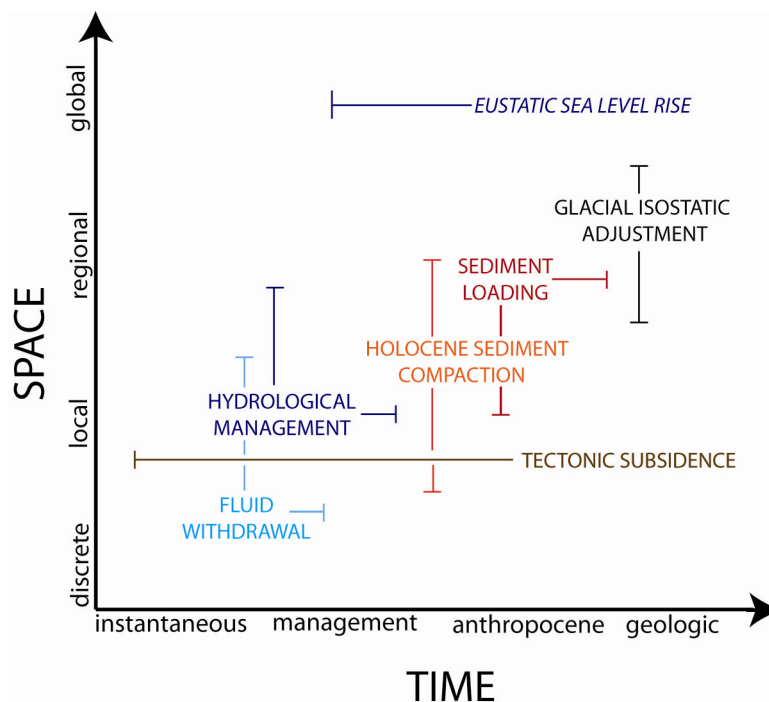 global
EUSTATIC SEA LEVEL RISE
GLACIAL ISOSTATIC
ADJUSTMENT
regional
SEDIMENT
LOADING
SPACE
HOLOCENE SEDIMENT
COMPACTION
HYDROLOGICAL
MANAGEMENT
local
TECTONIC SUBSIDENCE
FLUID
WITHDRAWAL
discrete
instantaneous
management
anthropocene
geologic
TIME